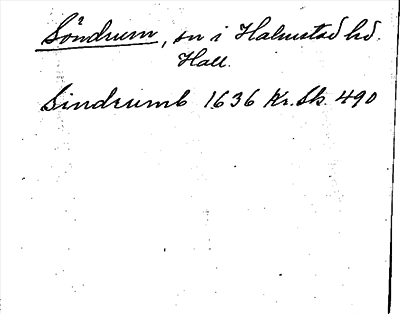 Söndrum, sn i Halmstad hd.
Hall.
Sindrumb 1636 Kr. Sk. 490